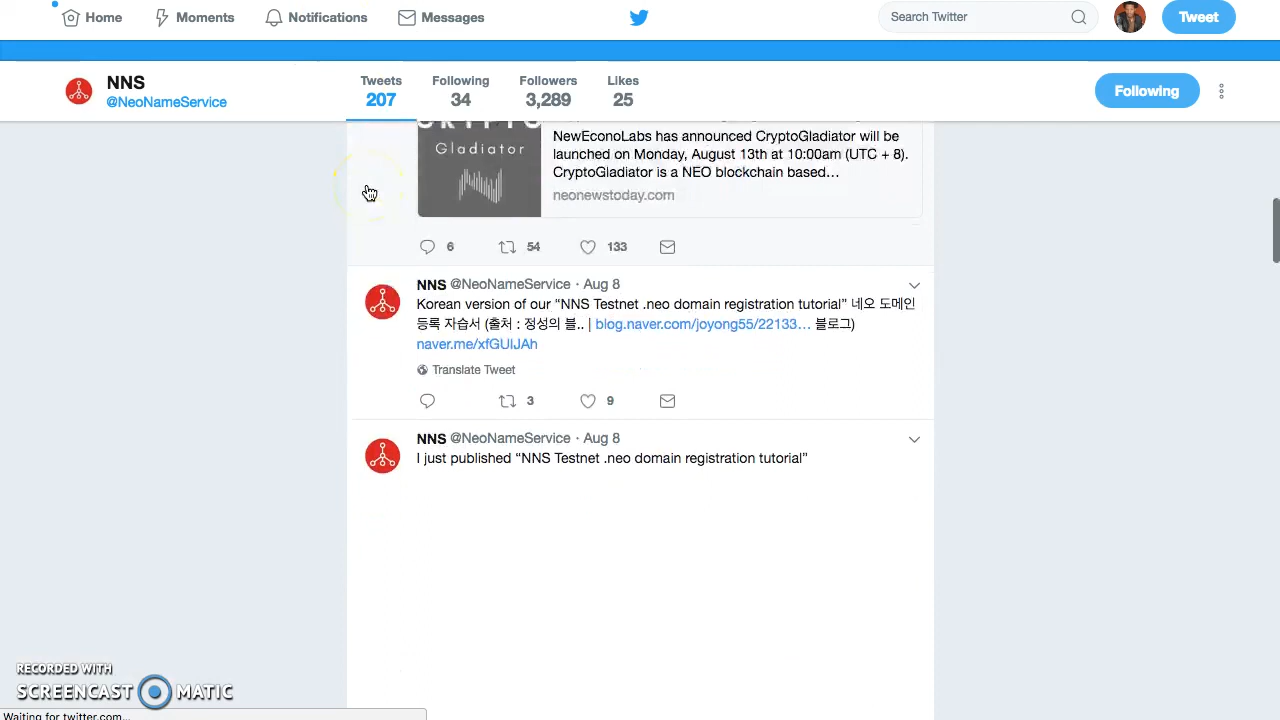 Home Moments Notifications Messages Search Twitter Tweet
NNS
@NeoNameService
Tweets Following Followers Likes
207 34 3,289 25
Following
Gladiator
NewEconoLabs has announced CryptoGladiator will be
launched on Monday, August 13th at 10:00am (UTC + 8).
CryptoGladiator is a NEO blockchain based…
neonewstoday.com
6 54 133
NNS @NeoNameService · Aug 8
Korean version of our “NNS Testnet .neo domain registration tutorial” 네오 도메인
등록 자습서 (출처 : 정성의 블.. | blog.naver.com/joyong55/22133… 블로그)
naver.me/xfGUIJAh
Translate Tweet
3 9
NNS @NeoNameService · Aug 8
I just published “NNS Testnet .neo domain registration tutorial”
RECORDED WITH
SCREENCAST MATIC
Waiting for twitter.com...